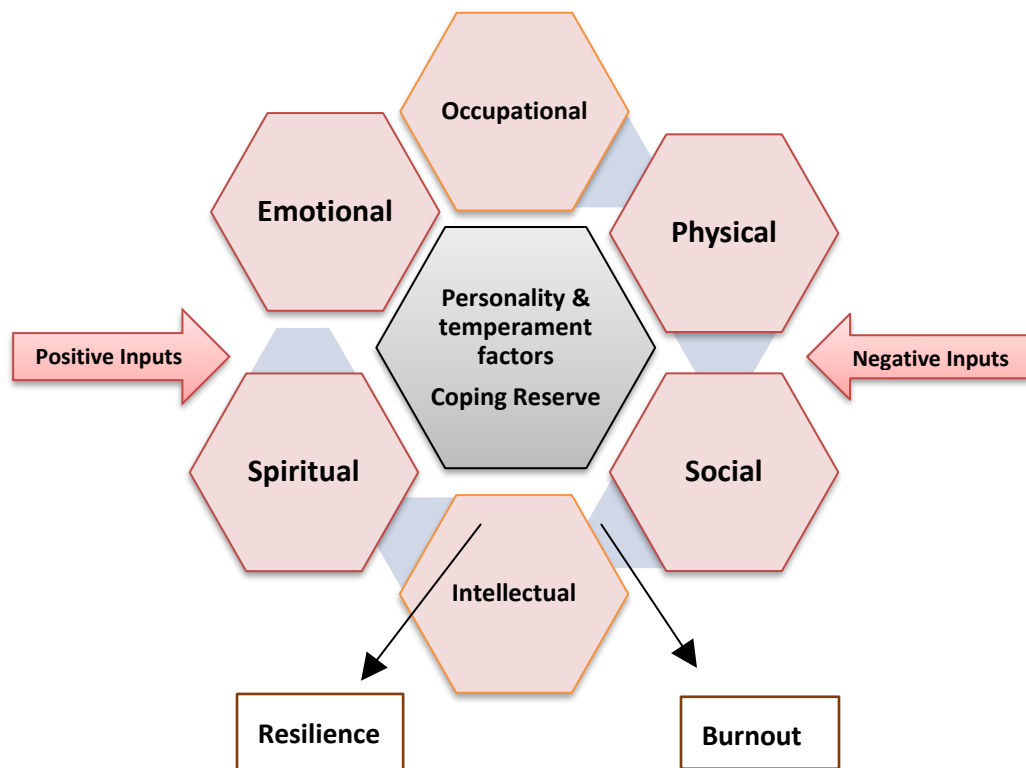 Occupational
Emotional
Physical
Personality &
temperament
factors
Coping Reserve
Positive Inputs
Negative Inputs
Spiritual
Social
Intellectual
Resilience
Burnout